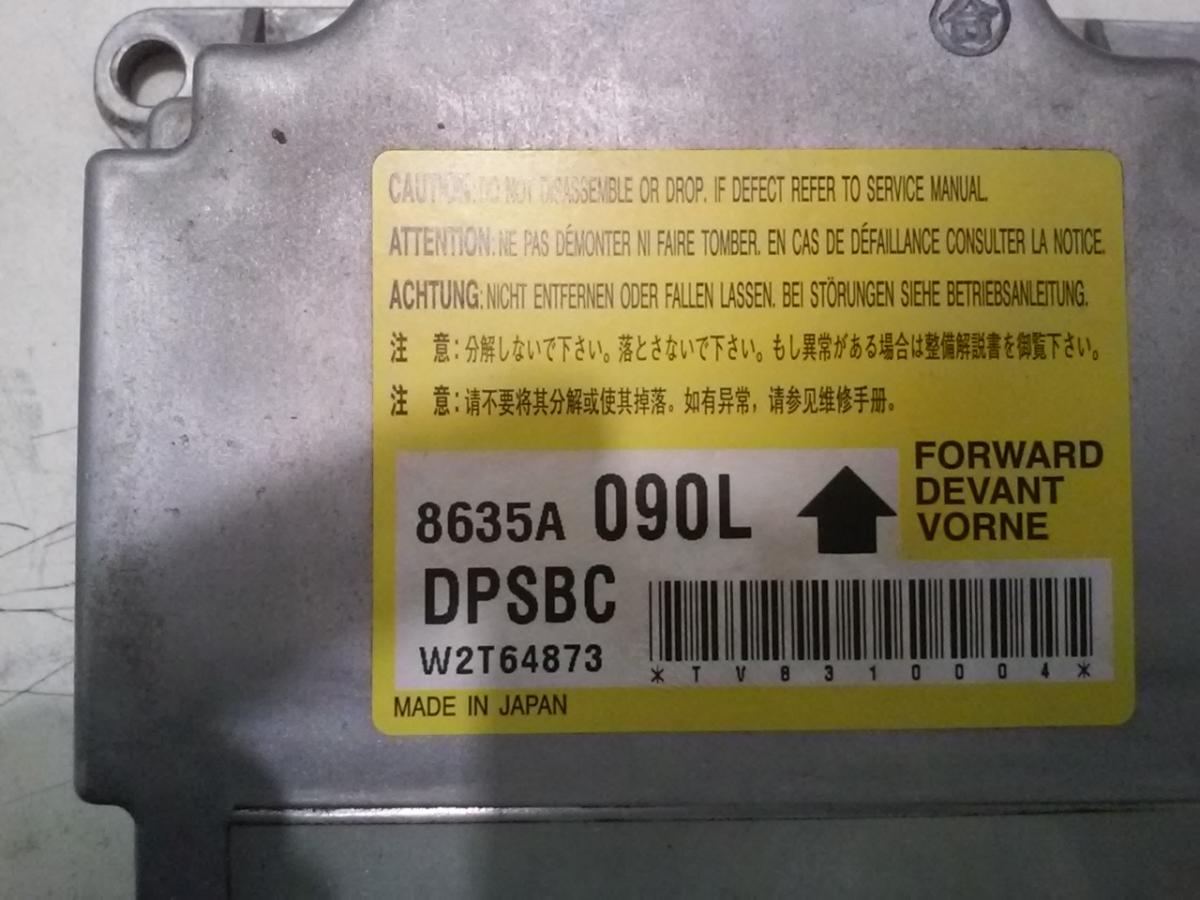 合
CAUTION: DO NOT DISASSEMBLE OR DROP. IF DEFECT REFER TO SERVICE MANUAL.
ATTENTION: NE PAS DÉMONTER NI FAIRE TOMBER. EN CAS DE DÉFAILLANCE CONSULTER LA NOTICE.
ACHTUNG: NICHT ENTFERNEN ODER FALLEN LASSEN. BEI STÖRUNGEN SIEHE BETRIEBSANLEITUNG.
注 意：分解しないで下さい。落とさないで下さい。もし異常がある場合は整備解説書を御覧下さい。
注 意：请不要将其分解或使其掉落。如有异常，请参见维修手册。
FORWARD
DEVANT
VORNE
8635A 090L
DPSBC
W2T64873
*TV8310004*
MADE IN JAPAN